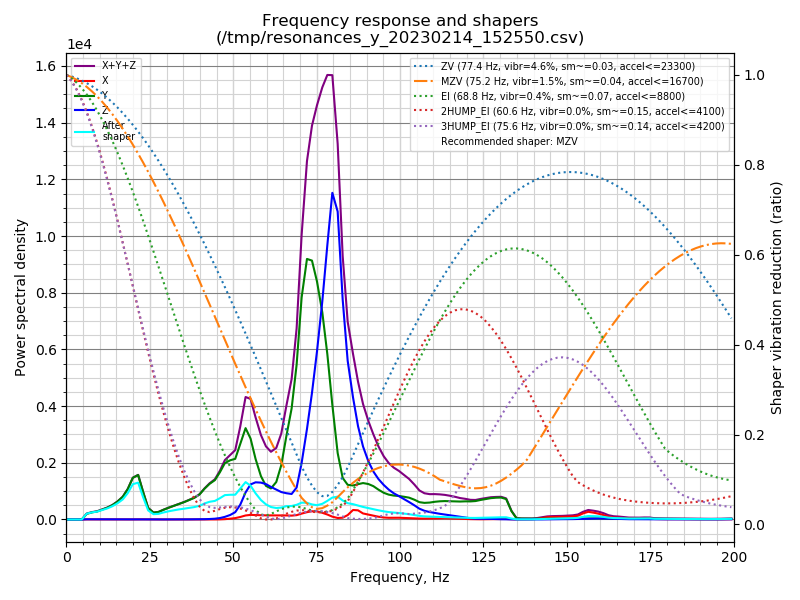 Frequency response and shapers
(/tmp/resonances_y_20230214_152550.csv)
1e4
X+Y+Z
X
Y
Z
After
shaper
ZV (77.4 Hz, vibr=4.6%, sm~=0.03, accel<=23300)
MZV (75.2 Hz, vibr=1.5%, sm~=0.04, accel<=16700)
EI (68.8 Hz, vibr=0.4%, sm~=0.07, accel<=8800)
2HUMP_EI (60.6 Hz, vibr=0.0%, sm~=0.15, accel<=4100)
3HUMP_EI (75.6 Hz, vibr=0.0%, sm~=0.14, accel<=4200)
Recommended shaper: MZV
Power spectral density
1.6
1.4
1.2
1.0
0.8
0.6
0.4
0.2
0.0
1.0
0.8
0.6
0.4
0.2
0.0
Shaper vibration reduction (ratio)
0 25 50 75 100 125 150 175 200
Frequency, Hz